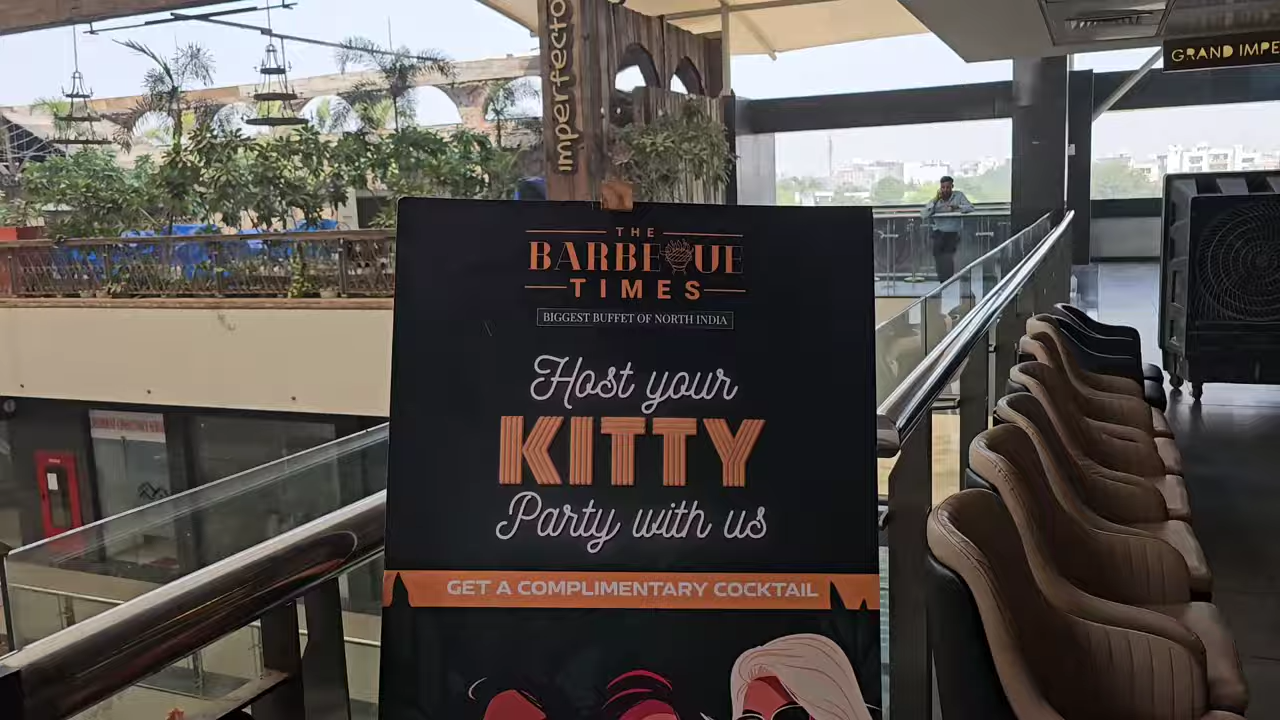 imperfecto
GRAND IMPE
THE
BARBEQUE
TIMES
BIGGEST BUFFET OF NORTH INDIA
Host your
KITTY
Party with us
GET A COMPLIMENTARY COCKTAIL